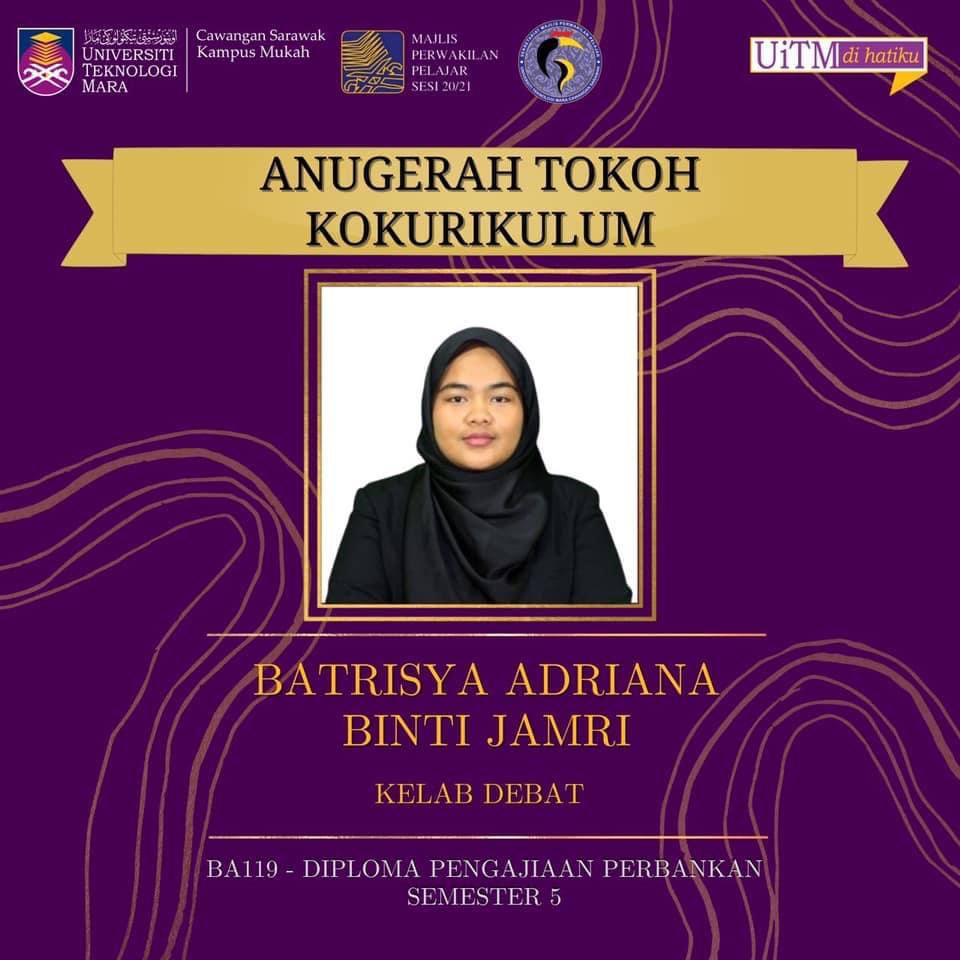 UNIVERSITI
TEKNOLOGI
MARA
Cawangan Sarawak
Kampus Mukah
MAJLIS
PERWAKILAN
PELAJAR
SESI 20/21
UiTM di hatiku
ANUGERAH TOKOH
KOKURIKULUM
BATRISYA ADRIANA
BINTI JAMRI
KELAB DEBAT
BA119 - DIPLOMA PENGAJIAAN PERBANKAN
SEMESTER 5